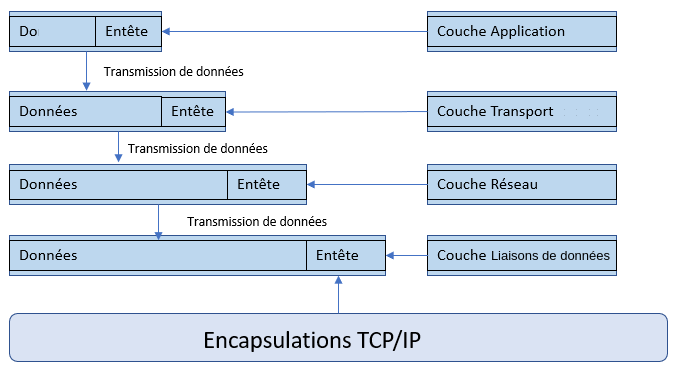 Entête Couche Application
Transmission de données
Données Entête Couche Transport
Transmission de données
Données Entête Couche Réseau
Transmission de données
Données Entête Couche Liaisons de données
Encapsulations TCP/IP